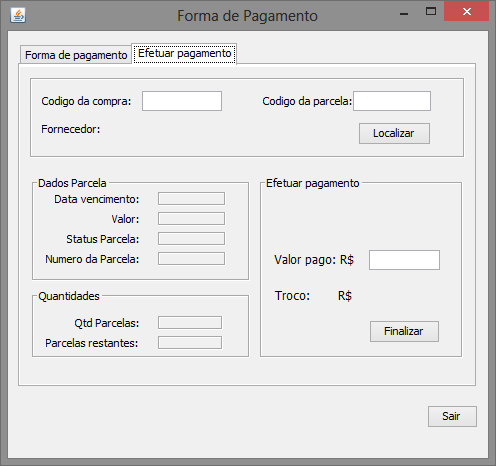 Forma de Pagamento
Forma de pagamento Efetuar pagamento
Codigo da compra: Codigo da parcela:
Fornecedor: Localizar
Dados Parcela
Data vencimento:
Valor:
Status Parcela:
Numero da Parcela:
Quantidades
Qtd Parcelas:
Parcelas restantes:
Efetuar pagamento
Valor pago: R$
Troco: R$
Finalizar
Sair